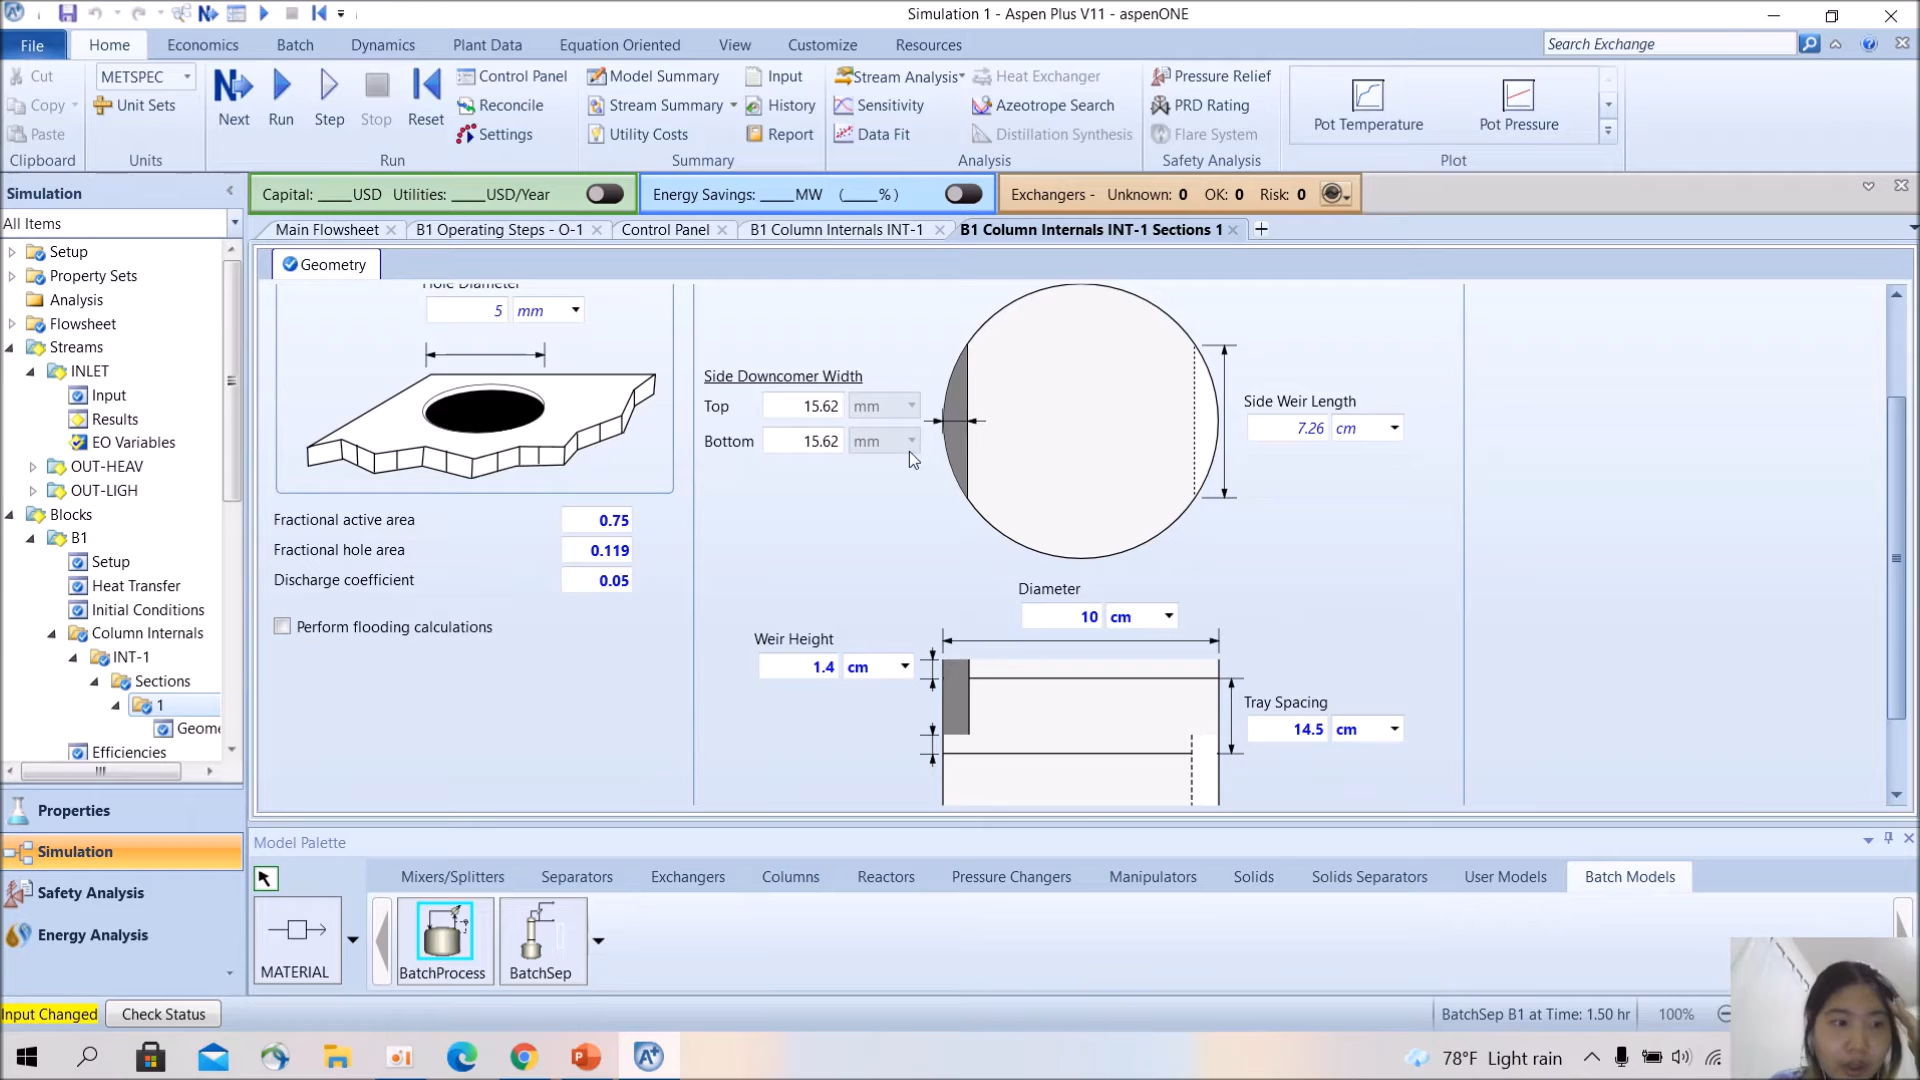 Simulation 1 - Aspen Plus V11 - aspenONE
File Home Economics Batch Dynamics Plant Data Equation Oriented View Customize Resources Search Exchange
Cut METSPEC Control Panel Model Summary Input Stream Analysis Heat Exchanger Pressure Relief
Copy Unit Sets Reconcile Stream Summary History Sensitivity Azeotrope Search PRD Rating
Next Run Step Stop Reset Pot Temperature Pot Pressure
Paste Settings Utility Costs Report Data Fit Distillation Synthesis Flare System
Clipboard Units Run Summary Analysis Safety Analysis Plot
Simulation Capital: ____USD Utilities: ____USD/Year Energy Savings: ____MW (____%) Exchangers - Unknown: 0 OK: 0 Risk: 0
All Items Main Flowsheet B1 Operating Steps - O-1 Control Panel B1 Column Internals INT-1 B1 Column Internals INT-1 Sections 1
Setup
Property Sets
Analysis
Flowsheet
Streams
INLET
Input
Results
EO Variables
OUT-HEAV
OUT-LIGH
Blocks
B1
Setup
Heat Transfer
Initial Conditions
Column Internals
INT-1
Sections
1
Geome
Efficiencies
Properties
Simulation
Safety Analysis
Energy Analysis
Geometry
Hole Diameter
5 mm
Fractional active area 0.75
Fractional hole area 0.119
Discharge coefficient 0.05
Perform flooding calculations
Side Downcomer Width
Top 15.62 mm
Bottom 15.62 mm
Side Weir Length
7.26 cm
Diameter
10 cm
Weir Height
1.4 cm
Tray Spacing
14.5 cm
Model Palette
Mixers/Splitters Separators Exchangers Columns Reactors Pressure Changers Manipulators Solids Solids Separators User Models Batch Models
MATERIAL BatchProcess BatchSep
Input Changed Check Status BatchSep B1 at Time: 1.50 hr 100%
78°F Light rain